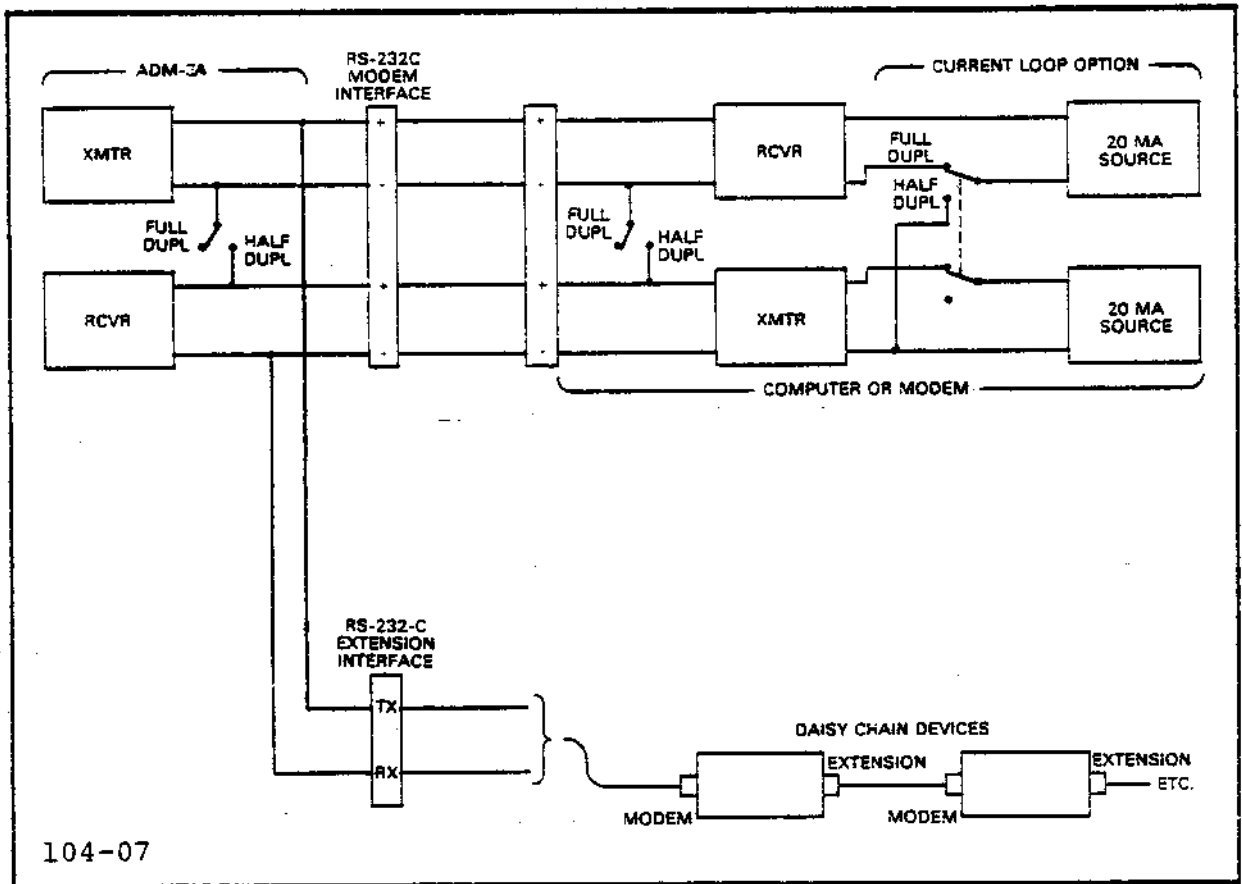 ADM-3A
RS-232C
MODEM
INTERFACE
CURRENT LOOP OPTION
XMTR
+
+
RCVR
FULL
DUPL
20 MA
SOURCE
-
-
HALF
DUPL
FULL
DUPL
HALF
DUPL
FULL
DUPL
HALF
DUPL
RCVR
+
+
XMTR
20 MA
SOURCE
-
-
COMPUTER OR MODEM
RS-232-C
EXTENSION
INTERFACE
TX
RX
DAISY CHAIN DEVICES
EXTENSION
EXTENSION
ETC.
MODEM
MODEM
104-07